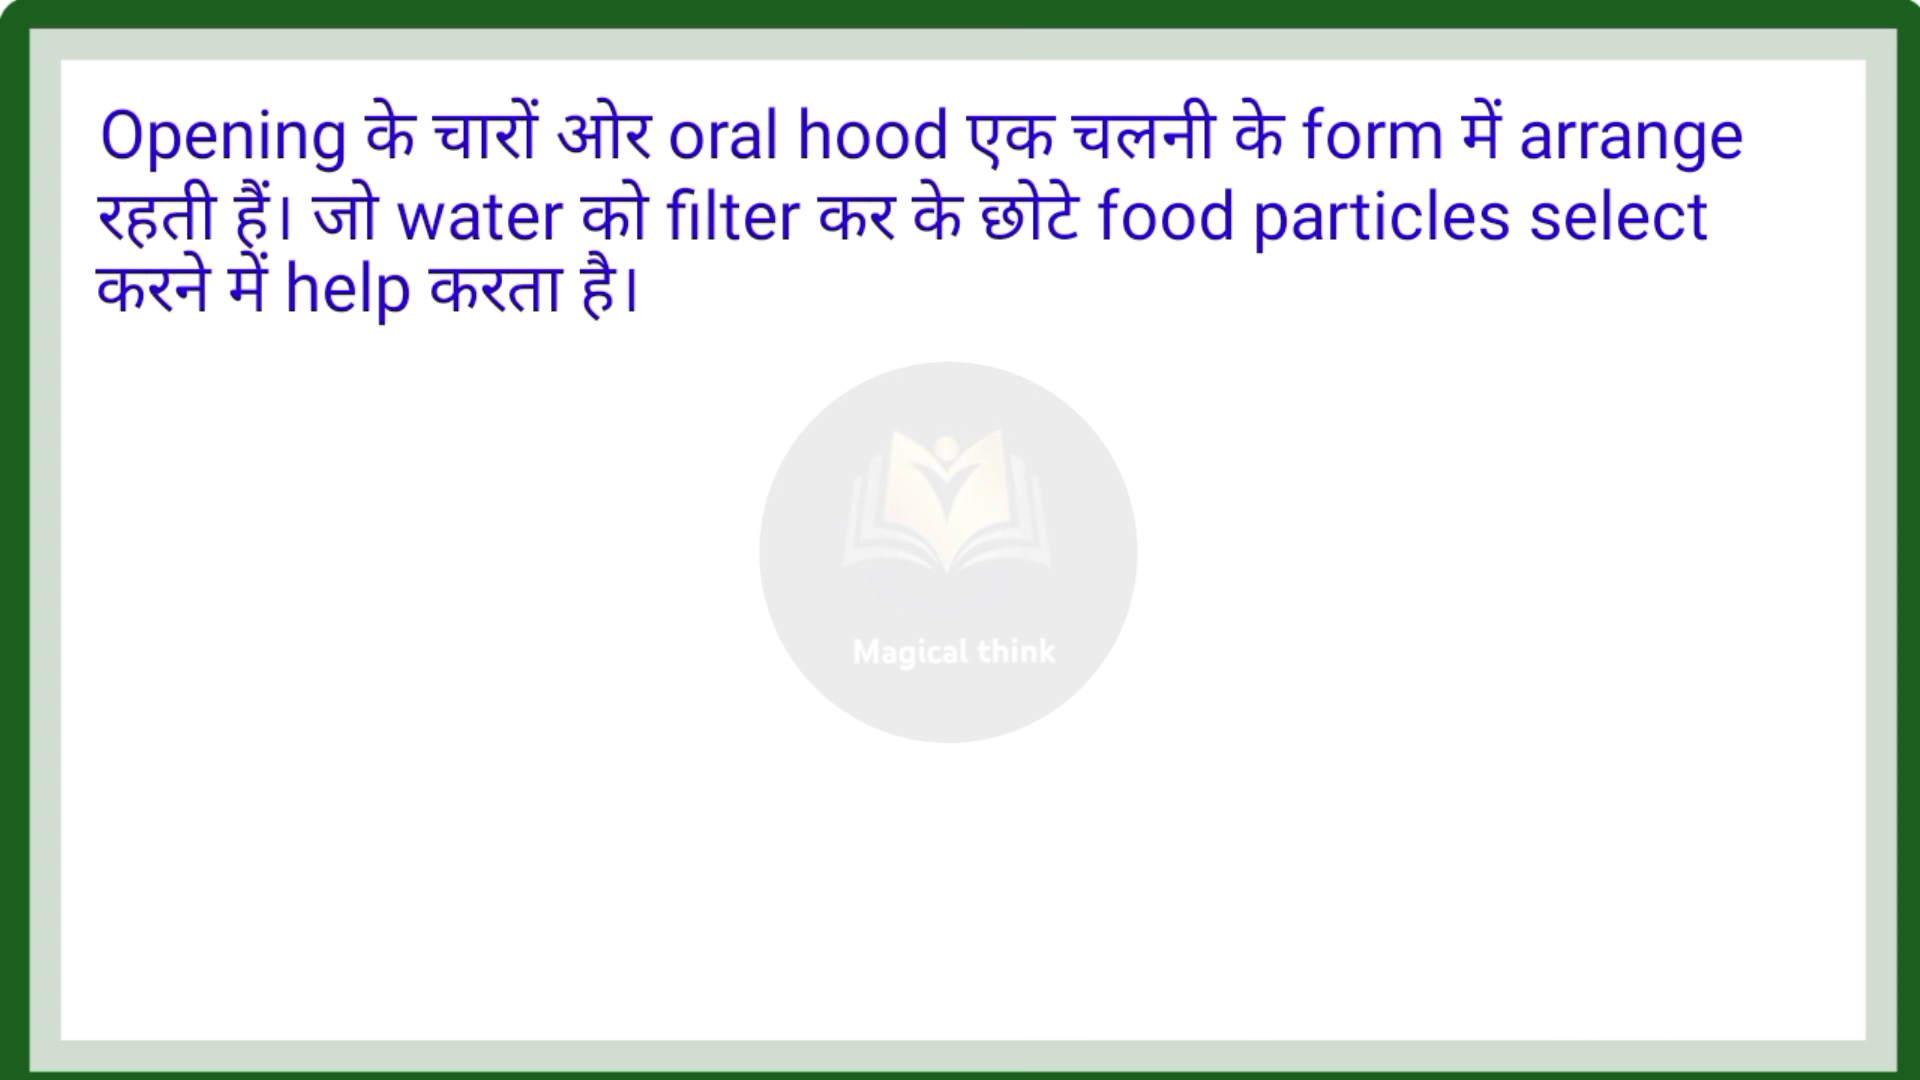 Opening के चारों ओर oral hood एक चलनी के form में arrange
रहती हैं। जो water को filter कर के छोटे food particles select
करने में help करता है।
Magical think